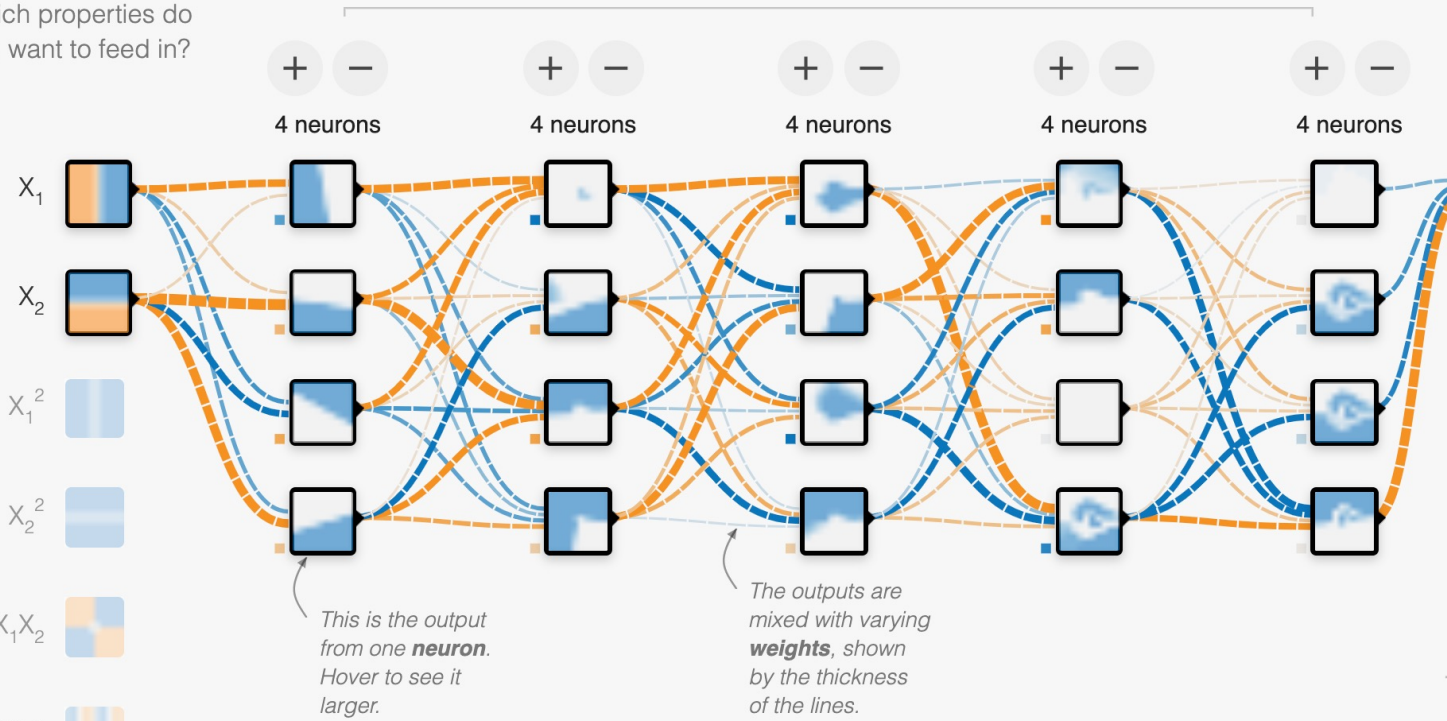 ch properties do
want to feed in?
+ − + − + − + − + −
4 neurons 4 neurons 4 neurons 4 neurons 4 neurons
X₁
X₂
X₁²
X₂²
X₁X₂
This is the output
from one neuron.
Hover to see it
larger.
The outputs are
mixed with varying
weights, shown
by the thickness
of the lines.